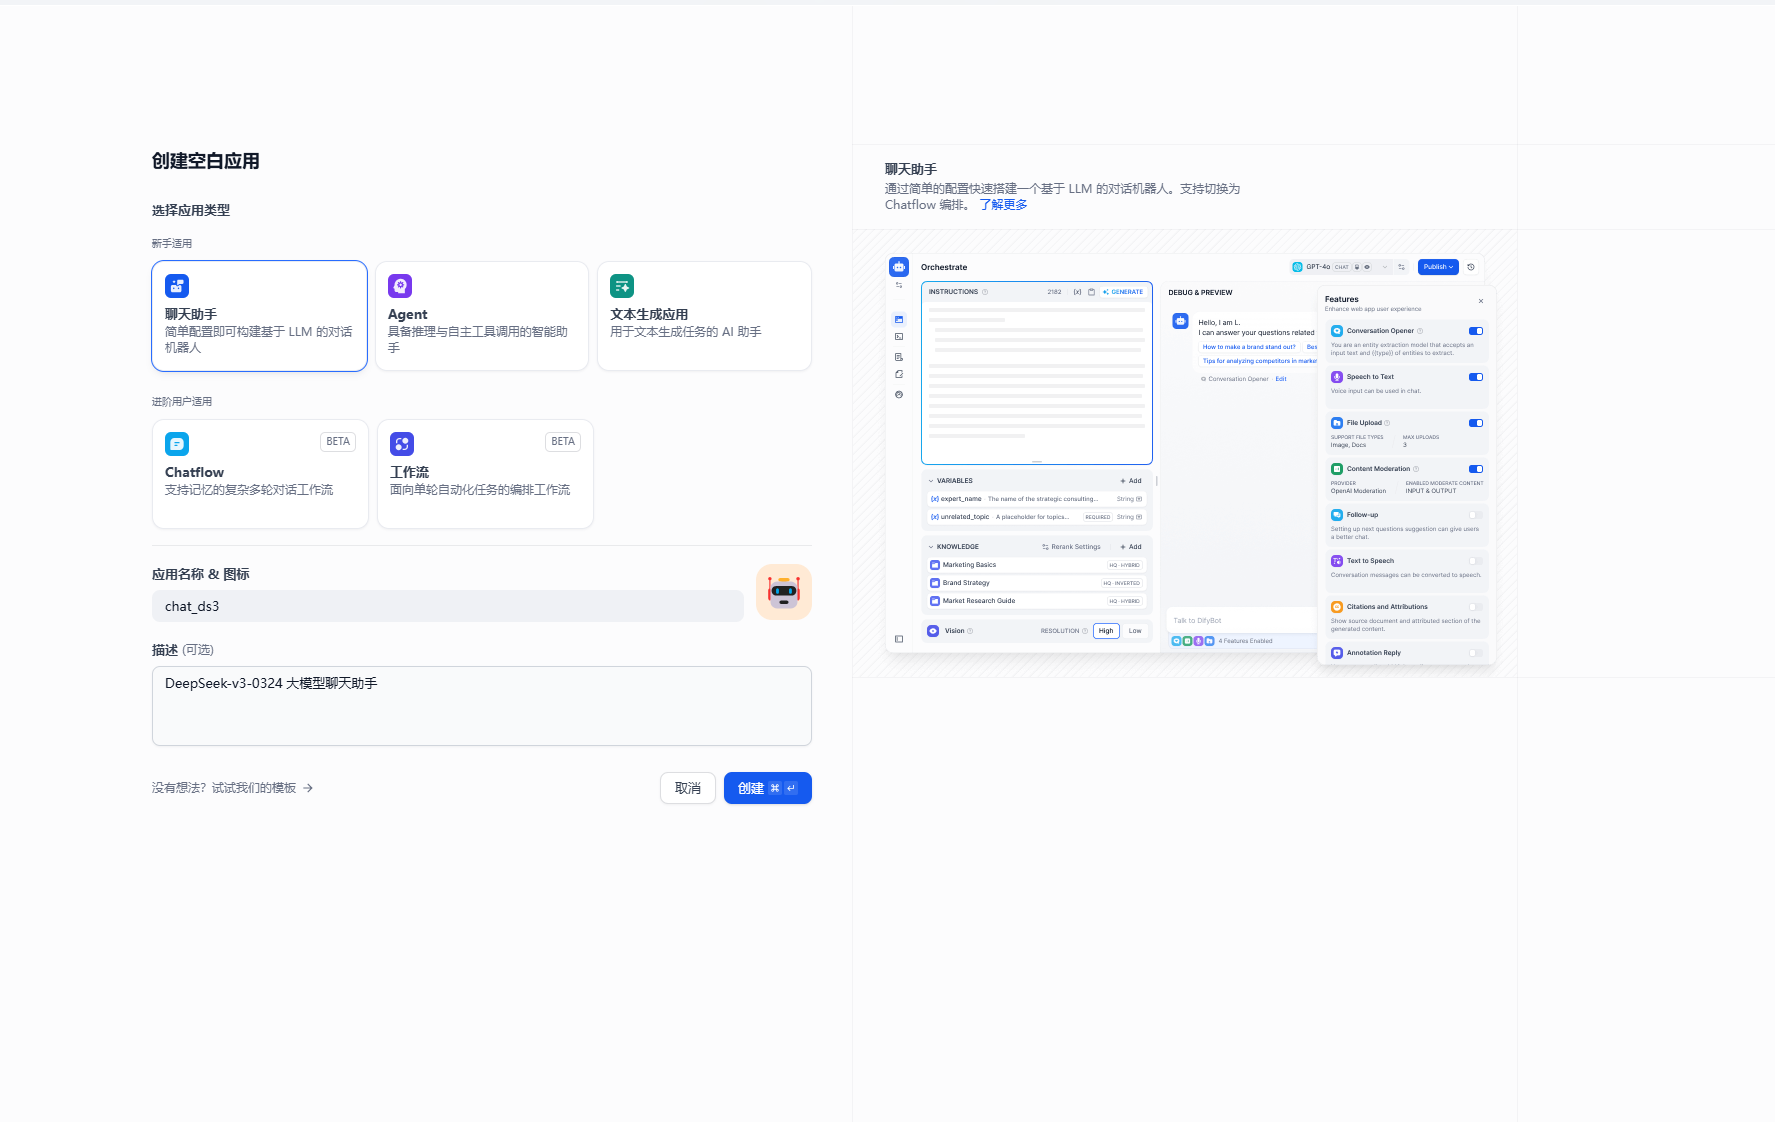 创建空白应用
选择应用类型
新手适用
聊天助手
简单配置即可构建基于 LLM 的对话
机器人
Agent
具备推理与自主工具调用的智能助
手
文本生成应用
用于文本生成任务的 AI 助手
进阶用户适用
BETA
Chatflow
支持记忆的复杂多轮对话工作流
BETA
工作流
面向单轮自动化任务的编排工作流
应用名称 & 图标
chat_ds3
描述 (可选)
DeepSeek-v3-0324 大模型聊天助手
没有想法？试试我们的模板 →
取消
创建 ⌘ ↵
聊天助手
通过简单的配置快速搭建一个基于 LLM 的对话机器人。支持切换为
Chatflow 编排。 了解更多
Orchestrate
GPT-4o CHAT
Publish
INSTRUCTIONS
2182
{x}
GENERATE
VARIABLES
+ Add
{x} expert_name The name of the strategic consulting... String
{x} unrelated_topic · A placeholder for topics... REQUIRED String
KNOWLEDGE
Rerank Settings
+ Add
Marketing Basics HQ · HYBRID
Brand Strategy HQ · INVERTED
Market Research Guide HQ · HYBRID
Vision
RESOLUTION
High
Low
DEBUG & PREVIEW
Hello, I am L.
I can answer your questions related
How to make a brand stand out? Bes
Tips for analyzing competitors in marke
Conversation Opener · Edit
Talk to DifyBot
4 Features Enabled
Features
Enhance web app user experience
Conversation Opener
You are an entity extraction model that accepts an
input text and {{type}} of entities to extract.
Speech to Text
Voice input can be used in chat.
File Upload
SUPPORT FILE TYPES MAX UPLOADS
Image, Docs 3
Content Moderation
PROVIDER ENABLED MODERATE CONTENT
OpenAI Moderation INPUT & OUTPUT
Follow-up
Setting up next questions suggestion can give users
a better chat.
Text to Speech
Conversation messages can be converted to speech.
Citations and Attributions
Show source document and attributed section of the
generated content.
Annotation Reply